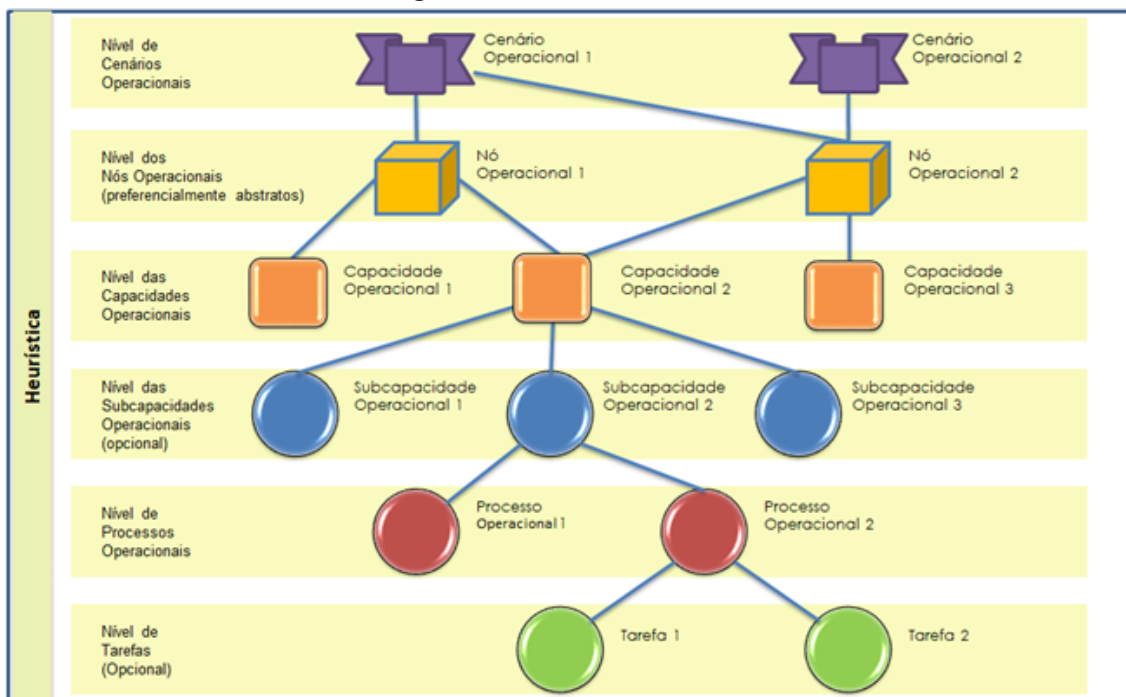 Heurística
Nível de
Cenários
Operacionais
Cenário
Operacional 1
Cenário
Operacional 2
Nível dos
Nós Operacionais
(preferencialmente abstratos)
Nó
Operacional 1
Nó
Operacional 2
Nível das
Capacidades
Operacionais
Capacidade
Operacional 1
Capacidade
Operacional 2
Capacidade
Operacional 3
Nível das
Subcapacidades
Operacionais
(opcional)
Subcapacidade
Operacional 1
Subcapacidade
Operacional 2
Subcapacidade
Operacional 3
Nível de
Processos
Operacionais
Processo
Operacional1
Processo
Operacional 2
Nível de
Tarefas
(Opcional)
Tarefa 1
Tarefa 2